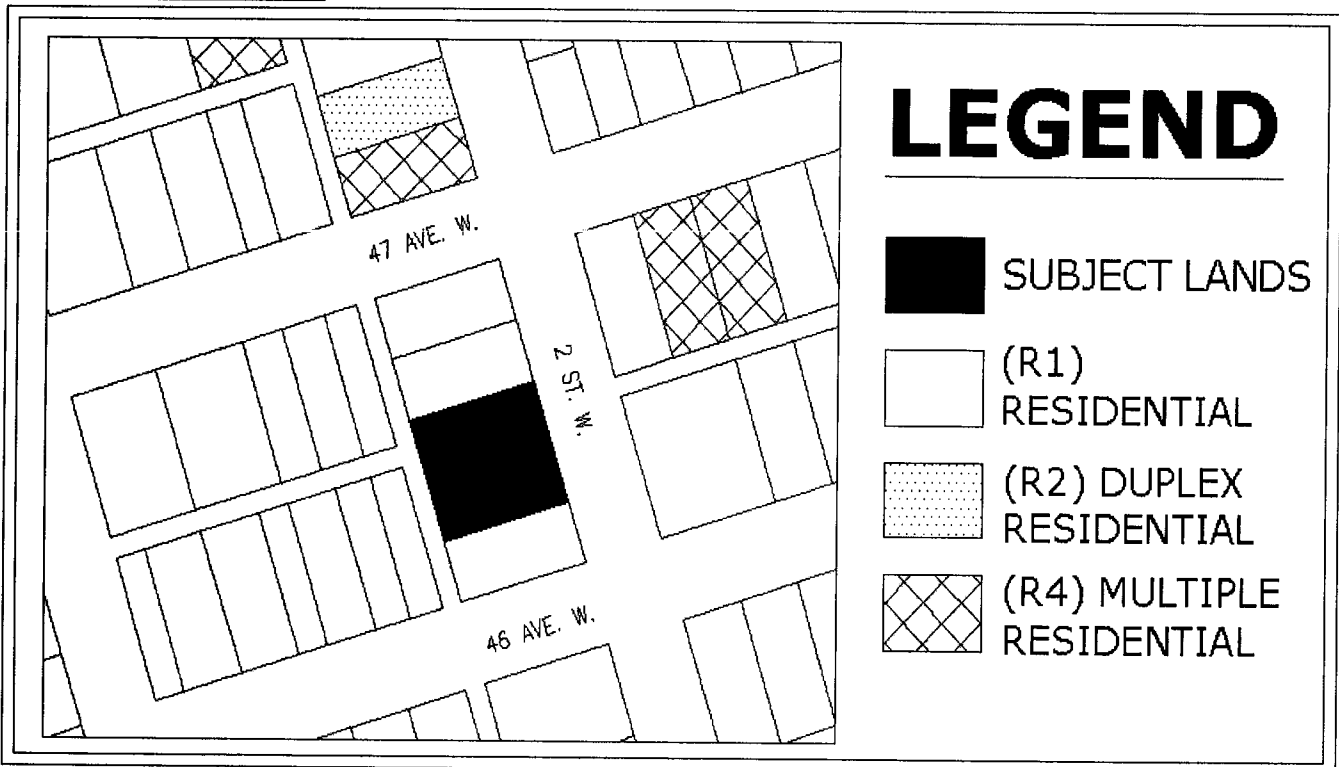 47 AVE. W.
2 ST. W.
46 AVE. W.
LEGEND
SUBJECT LANDS
(R1)
RESIDENTIAL
(R2) DUPLEX
RESIDENTIAL
(R4) MULTIPLE
RESIDENTIAL